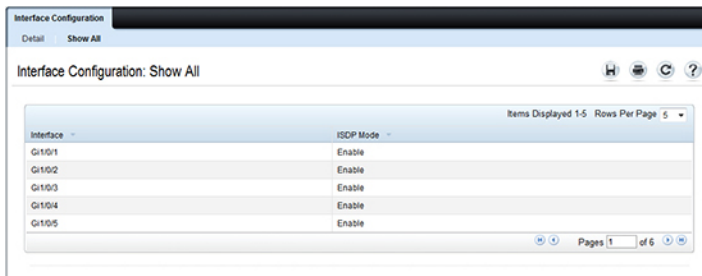 Interface Configuration
Detail Show All
Interface Configuration: Show All
Items Displayed 1-5 Rows Per Page 5
Interface ISDP Mode
Gi1/0/1 Enable
Gi1/0/2 Enable
Gi1/0/3 Enable
Gi1/0/4 Enable
Gi1/0/5 Enable
Pages 1 of 6